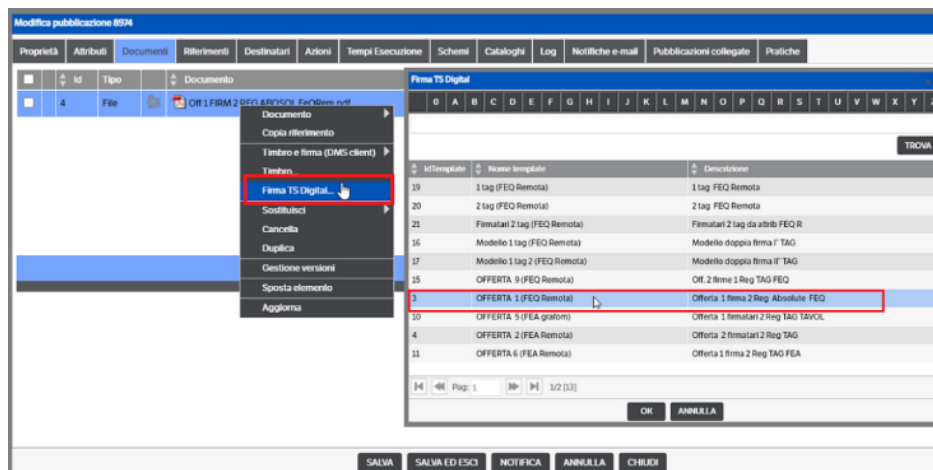 Modifica pubblicazione 8974
Proprietà Attributi Documenti Riferimenti Destinatari Azioni Tempi Esecuzione Schemi Cataloghi Log Notifiche e-mail Pubblicazioni collegate Pratiche
Id Tipo Documento
4 File Off 1 FIRM 2 REG ABOSOL FeQRem.pdf
Documento
Copia riferimento
Timbro e firma (DMS client)
Timbro...
Firma TS Digital...
Sostituisci
Cancella
Duplica
Gestione versioni
Sposta elemento
Aggiorna
Firma TS Digital
0 A B C D E F G H I J K L M N O P Q R S T U V W X Y Z
TROVA
IdTemplate Nome template Descrizione
19 1 tag (FEQ Remota) 1 tag FEQ Remota
20 2 tag (FEQ Remota) 2 tag FEQ Remota
21 Firmatari 2 tag (FEQ Remota) Firmatari 2 tag da attrib FEQ R
16 Modello 1 tag (FEQ Remota) Modello doppia firma I° TAG
17 Modello 1 tag 2 (FEQ Remota) Modello doppia firma II° TAG
15 OFFERTA 9 (FEQ Remota) Off. 2 firme 1 Reg TAG FEQ
3 OFFERTA 1 (FEQ Remota) Offerta 1 firma 2 Reg Absolute FEQ
10 OFFERTA 5 (FEA grafom) Offerta 1 firmatari 2 Reg TAG TAVOL
4 OFFERTA 2 (FEA Remota) Offerta 2 firmatari 2 Reg TAG
11 OFFERTA 6 (FEA Remota) Offerta 1 firma 2 Reg TAG FEA
Pag: 1 1/2 [13]
OK ANNULLA
SALVA SALVA ED ESCI NOTIFICA ANNULLA CHIUDI